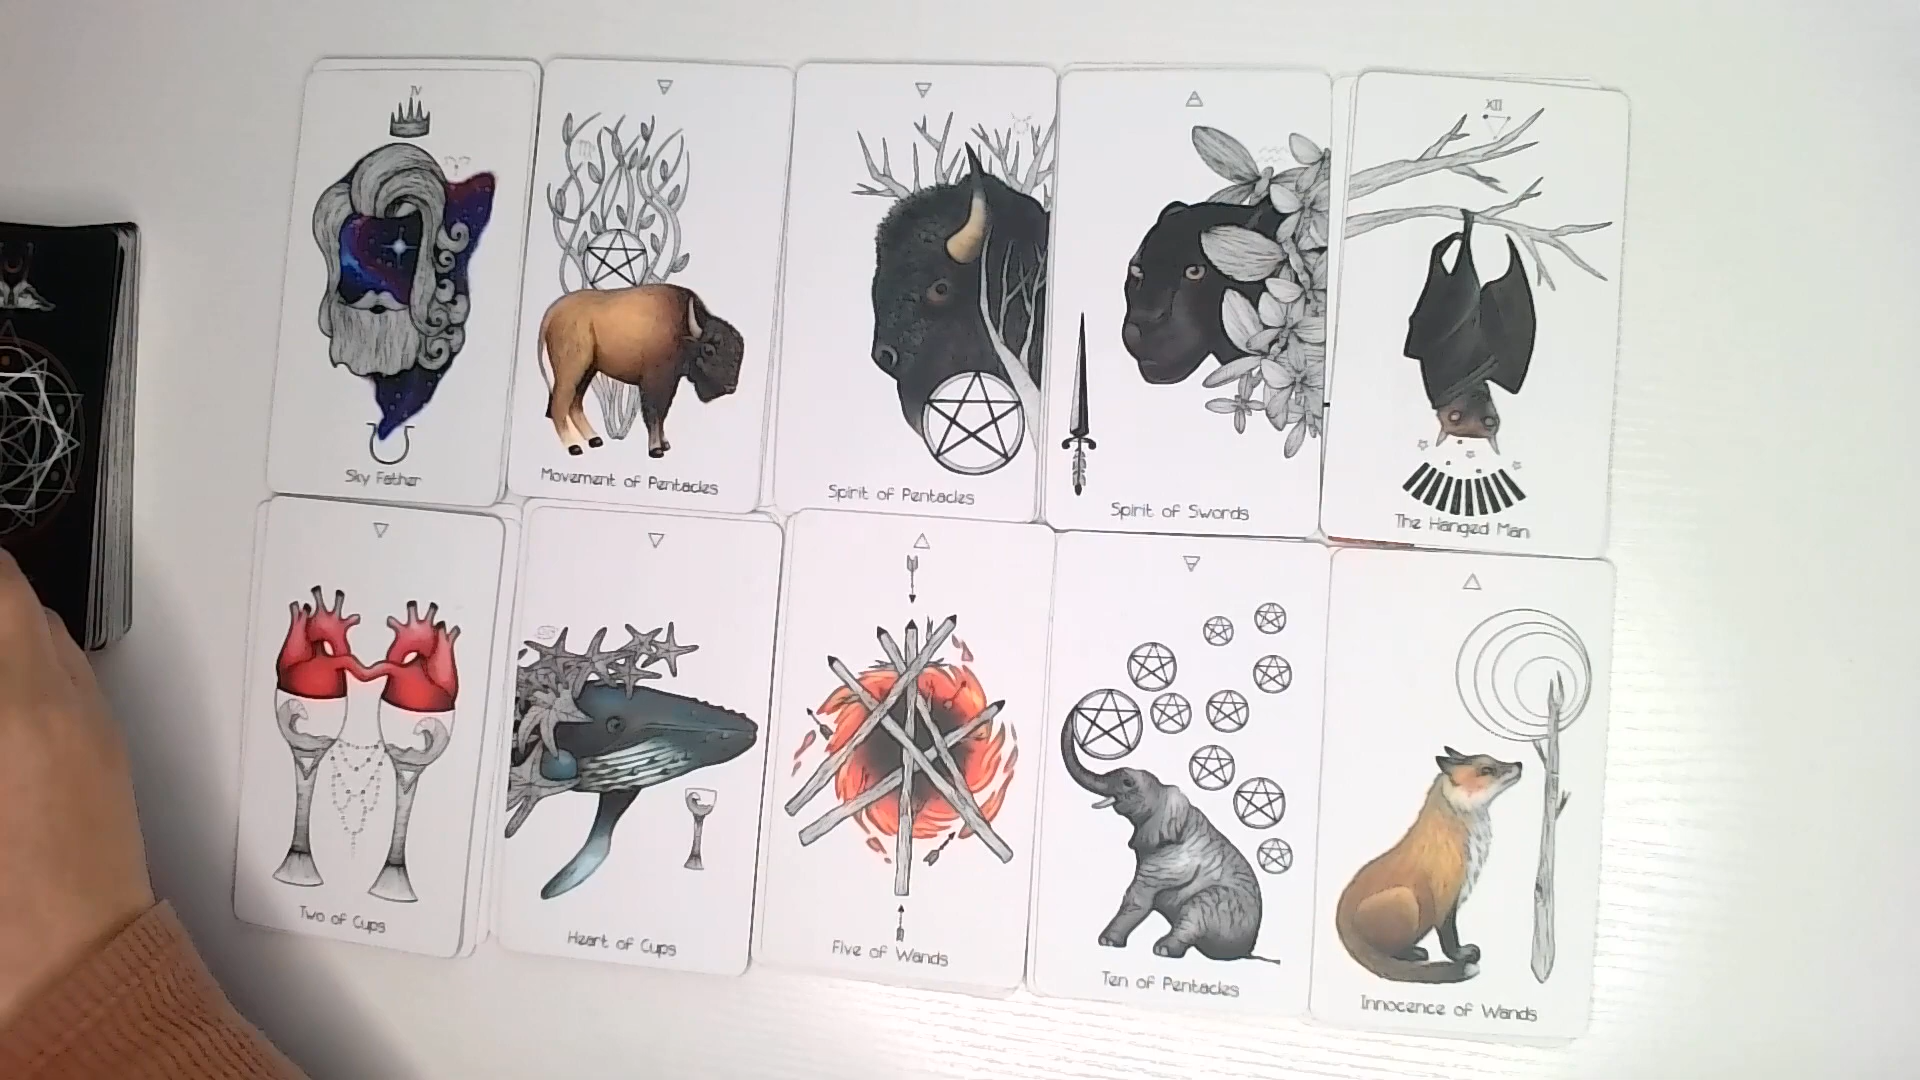 IV
Sky Father
Movement of Pentacles
Spirit of Pentacles
Spirit of Swords
XII
The Hanged Man
Two of Cups
Heart of Cups
Five of Wands
Ten of Pentacles
Innocence of Wands